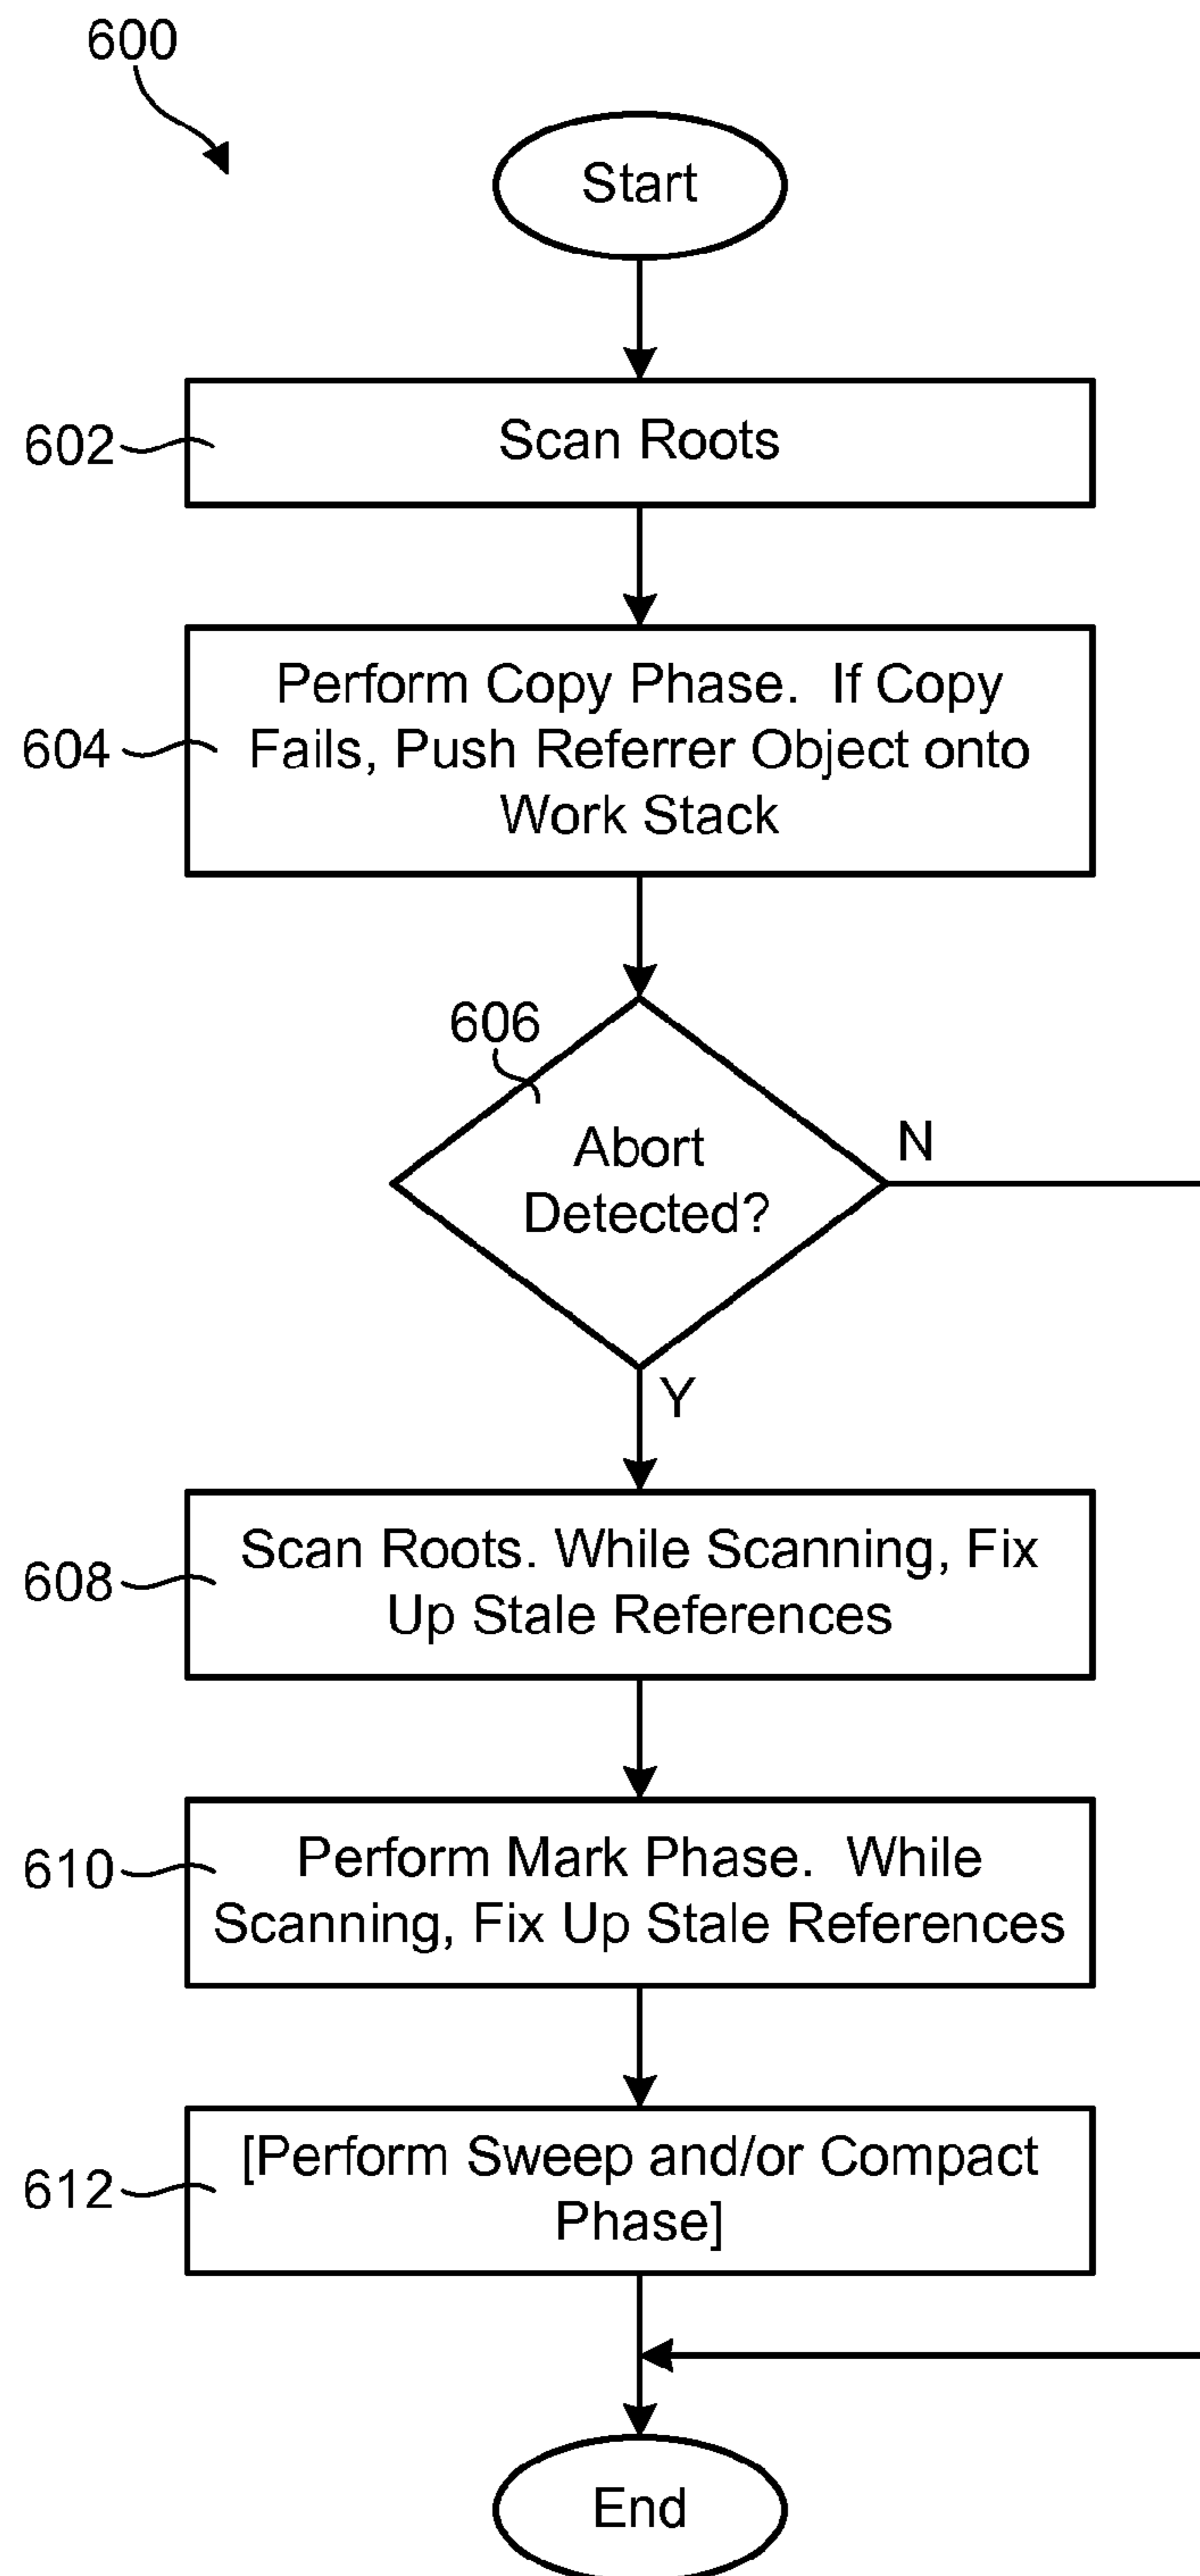 600
Start
602
Scan Roots
604
Perform Copy Phase.  If Copy
Fails, Push Referrer Object onto
Work Stack
606
Abort
Detected?
N
Y
608
Scan Roots. While Scanning, Fix
Up Stale References
610
Perform Mark Phase.  While
Scanning, Fix Up Stale References
612
[Perform Sweep and/or Compact
Phase]
End